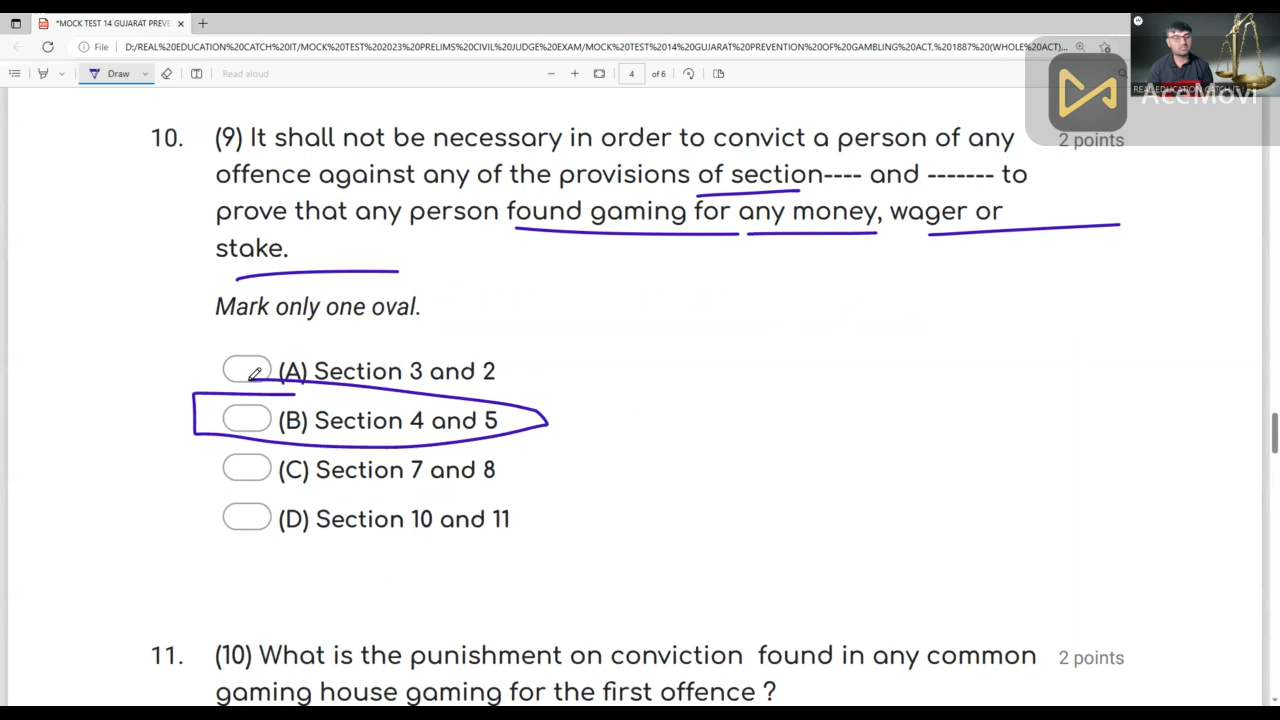 *MOCK TEST 14 GUJARAT PREVE
File
D:/REAL%20EDUCATION%20CATCH%20IT/MOCK%20TEST%202023%20PRELIMS%20CIVIL%20JUDGE%20EXAM/MOCK%20TEST%2014%20GUJARAT%20PREVENTION%20OF%20GAMBLING%20ACT.%201887%20(WHOLE%20ACT)...
REAL EDUCATION CATCH IT
AceMovi
Draw
Read aloud
4 of 6
10. (9) It shall not be necessary in order to convict a person of any 2 points
offence against any of the provisions of section---- and ------- to
prove that any person found gaming for any money, wager or
stake.
Mark only one oval.
(A) Section 3 and 2
(B) Section 4 and 5
(C) Section 7 and 8
(D) Section 10 and 11
11. (10) What is the punishment on conviction found in any common 2 points
gaming house gaming for the first offence ?